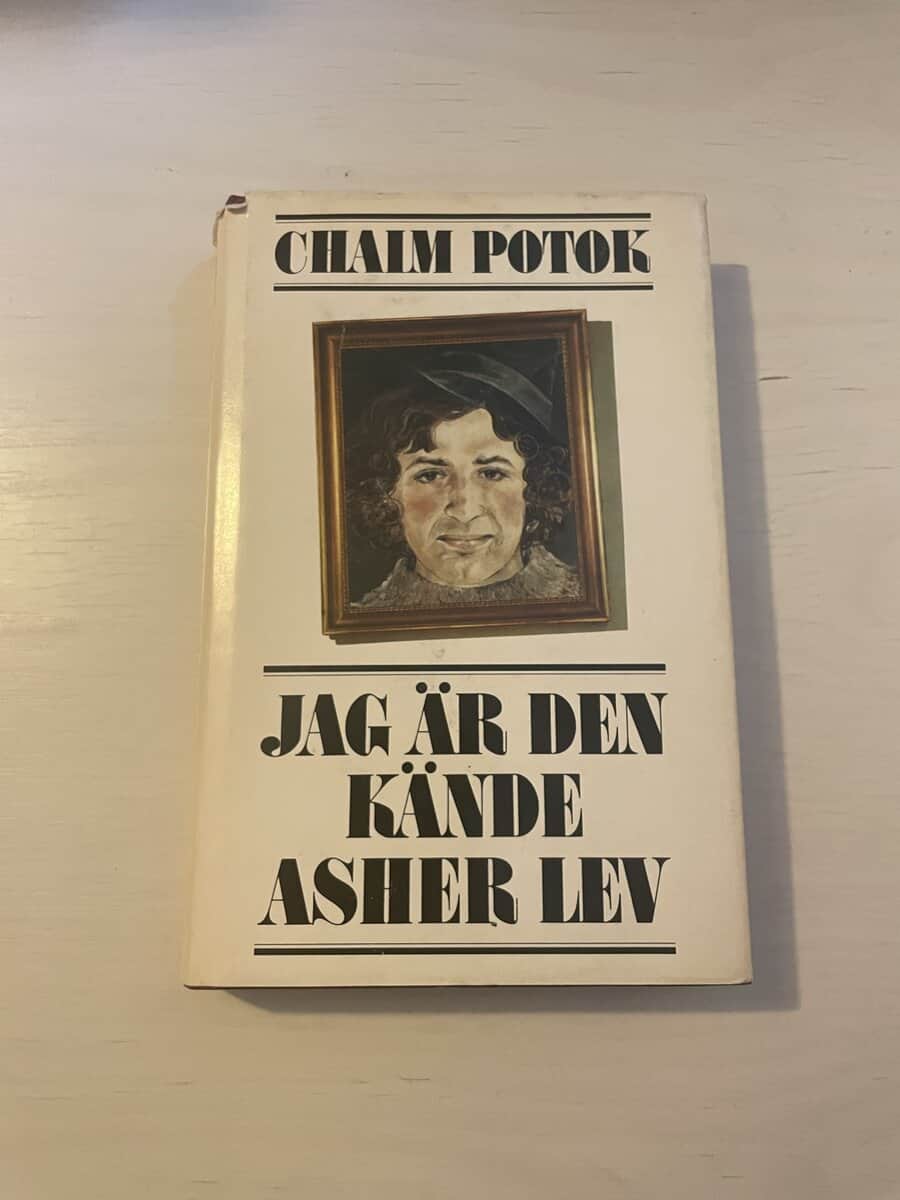 CHAIM POTOK
JAG ÄR DEN
KÄNDE
ASHER LEV